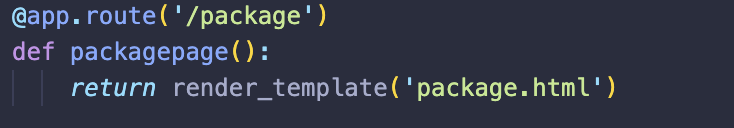 @app.route('/package')
def packagepage():
    return render_template('package.html')